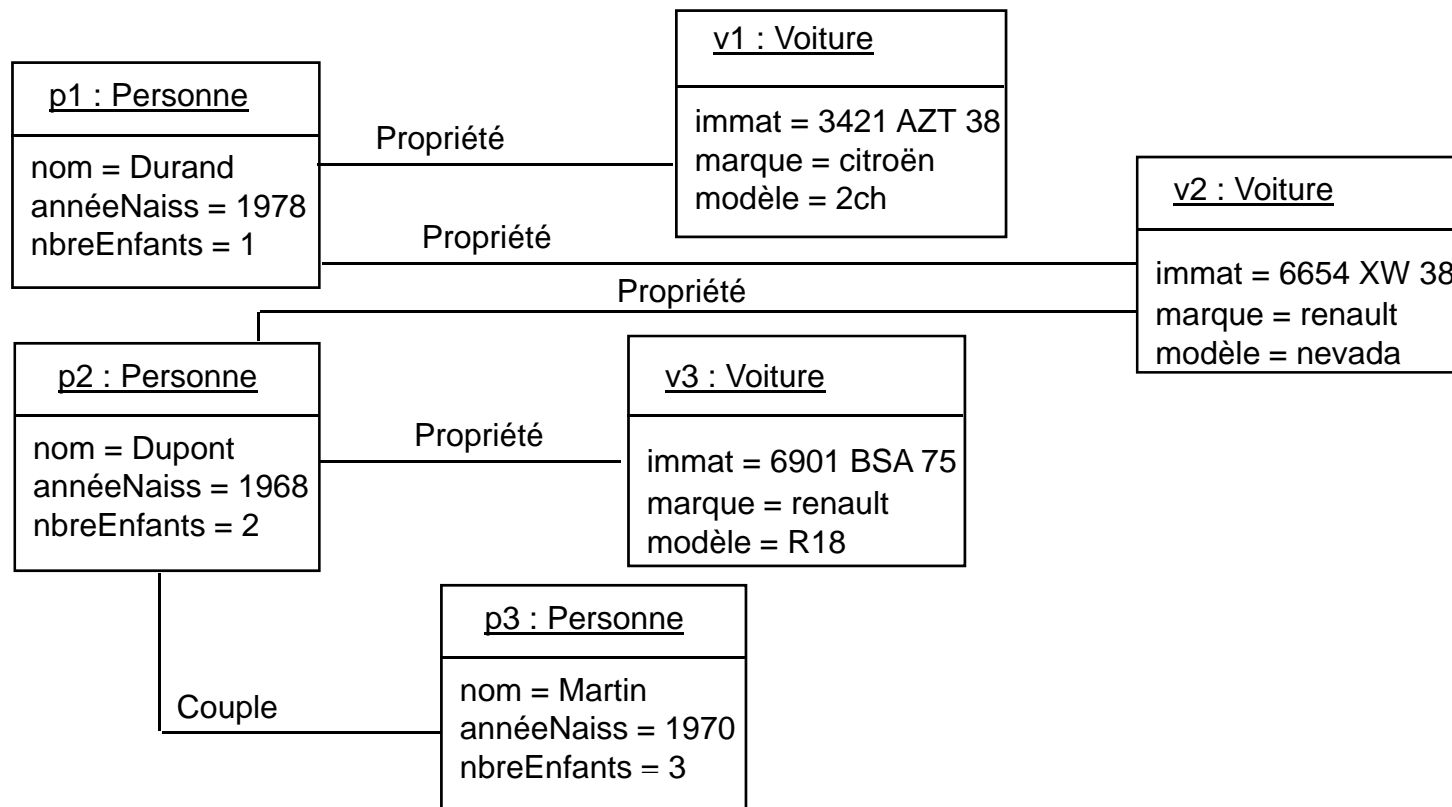 v1 : Voiture
immat = 3421 AZT 38
marque = citroën
modèle = 2ch
p1 : Personne
nom = Durand
annéeNaiss = 1978
nbreEnfants = 1
Propriété
Propriété
Propriété
v2 : Voiture
immat = 6654 XW 38
marque = renault
modèle = nevada
p2 : Personne
nom = Dupont
annéeNaiss = 1968
nbreEnfants = 2
Propriété
v3 : Voiture
immat = 6901 BSA 75
marque = renault
modèle = R18
Couple
p3 : Personne
nom = Martin
annéeNaiss = 1970
nbreEnfants = 3